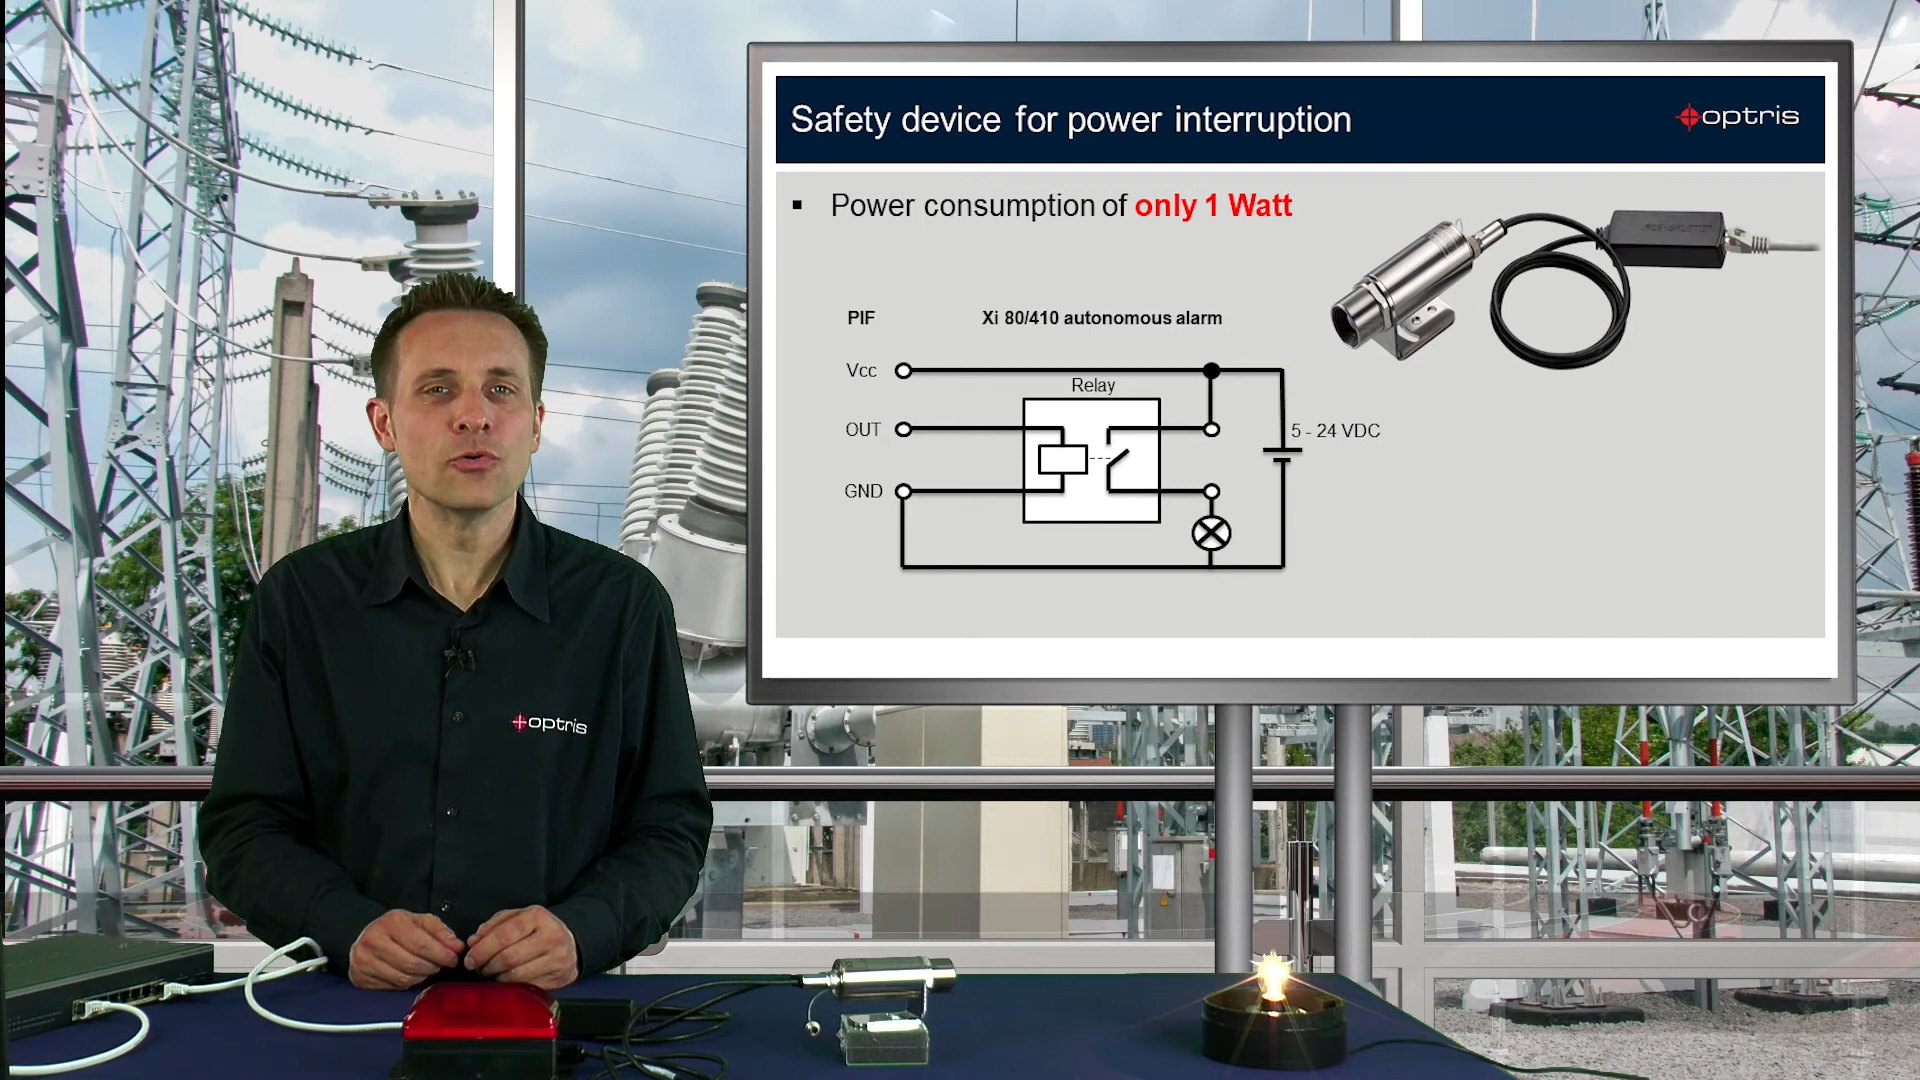 Safety device for power interruption
optris
▪ Power consumption of only 1 Watt
PIF
Xi 80/410 autonomous alarm
Vcc
Relay
OUT
5 - 24 VDC
GND
optris